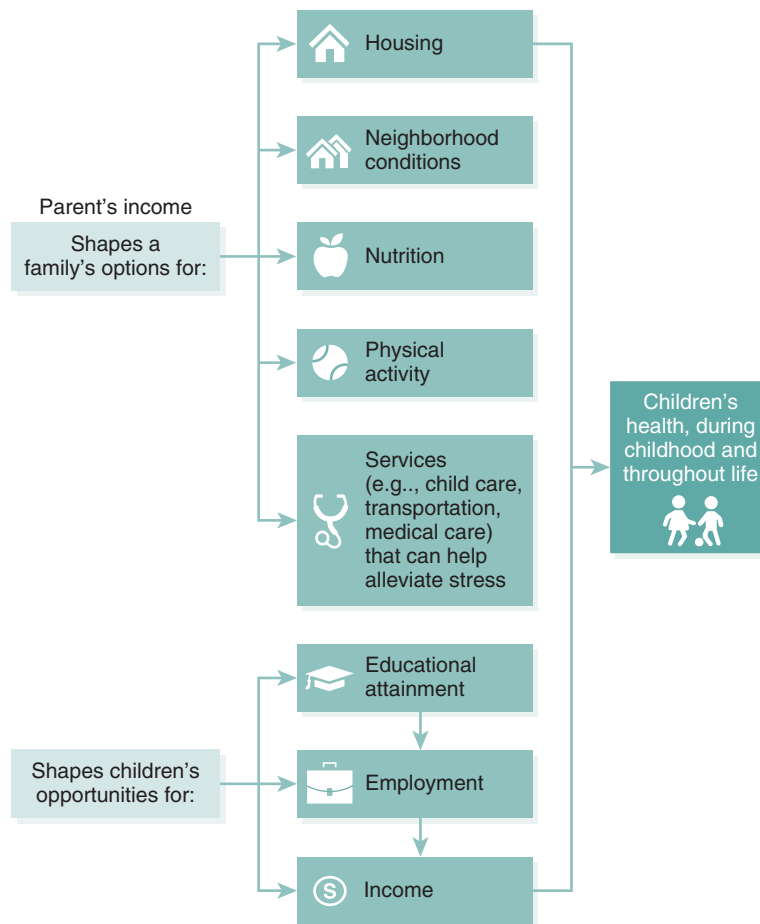 Housing
Neighborhood
conditions
Parent's income
Shapes a
family's options for:
Nutrition
Physical
activity
Services
(e.g.., child care,
transportation,
medical care)
that can help
alleviate stress
Children's
health, during
childhood and
throughout life
Educational
attainment
Shapes children's
opportunities for:
Employment
S
Income